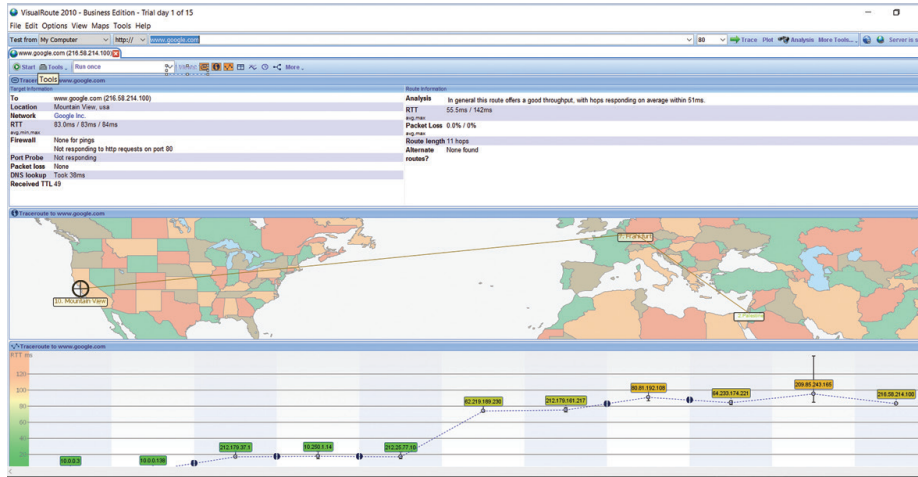 VisualRoute 2010 - Business Edition - Trial day 1 of 15
File Edit Options View Maps Tools Help
Test from My Computer http:// www.google.com 80 Trace Plot Analysis More Tools... Server is s
www.google.com (216.58.214.100)
Start Tools Run once More
Tools
www.google.com
Target Information
To www.google.com (216.58.214.100)
Location Mountain View, usa
Network Google Inc.
RTT 83.0ms / 83ms / 84ms
avg,min,max
Firewall None for pings
Not responding to http requests on port 80
Port Probe Not responding
Packet loss None
DNS lookup Took 38ms
Received TTL 49
Route Information
Analysis In general this route offers a good throughput, with hops responding on average within 51ms.
RTT 55.5ms / 142ms
avg,max
Packet Loss 0.0% / 0%
avg,max
Route length 11 hops
Alternate None found
routes?
Traceroute to www.google.com
7. Frankfurt
10. Mountain View
Traceroute to www.google.com
RTT ms
120
100
80
60
40
20
209.85.243.165
80.81.192.108
64.233.174.221
216.58.214.100
62.219.189.230
212.179.161.217
212.179.37.1
10.250.1.14
212.25.77.10
10.0.0.3
10.0.0.138